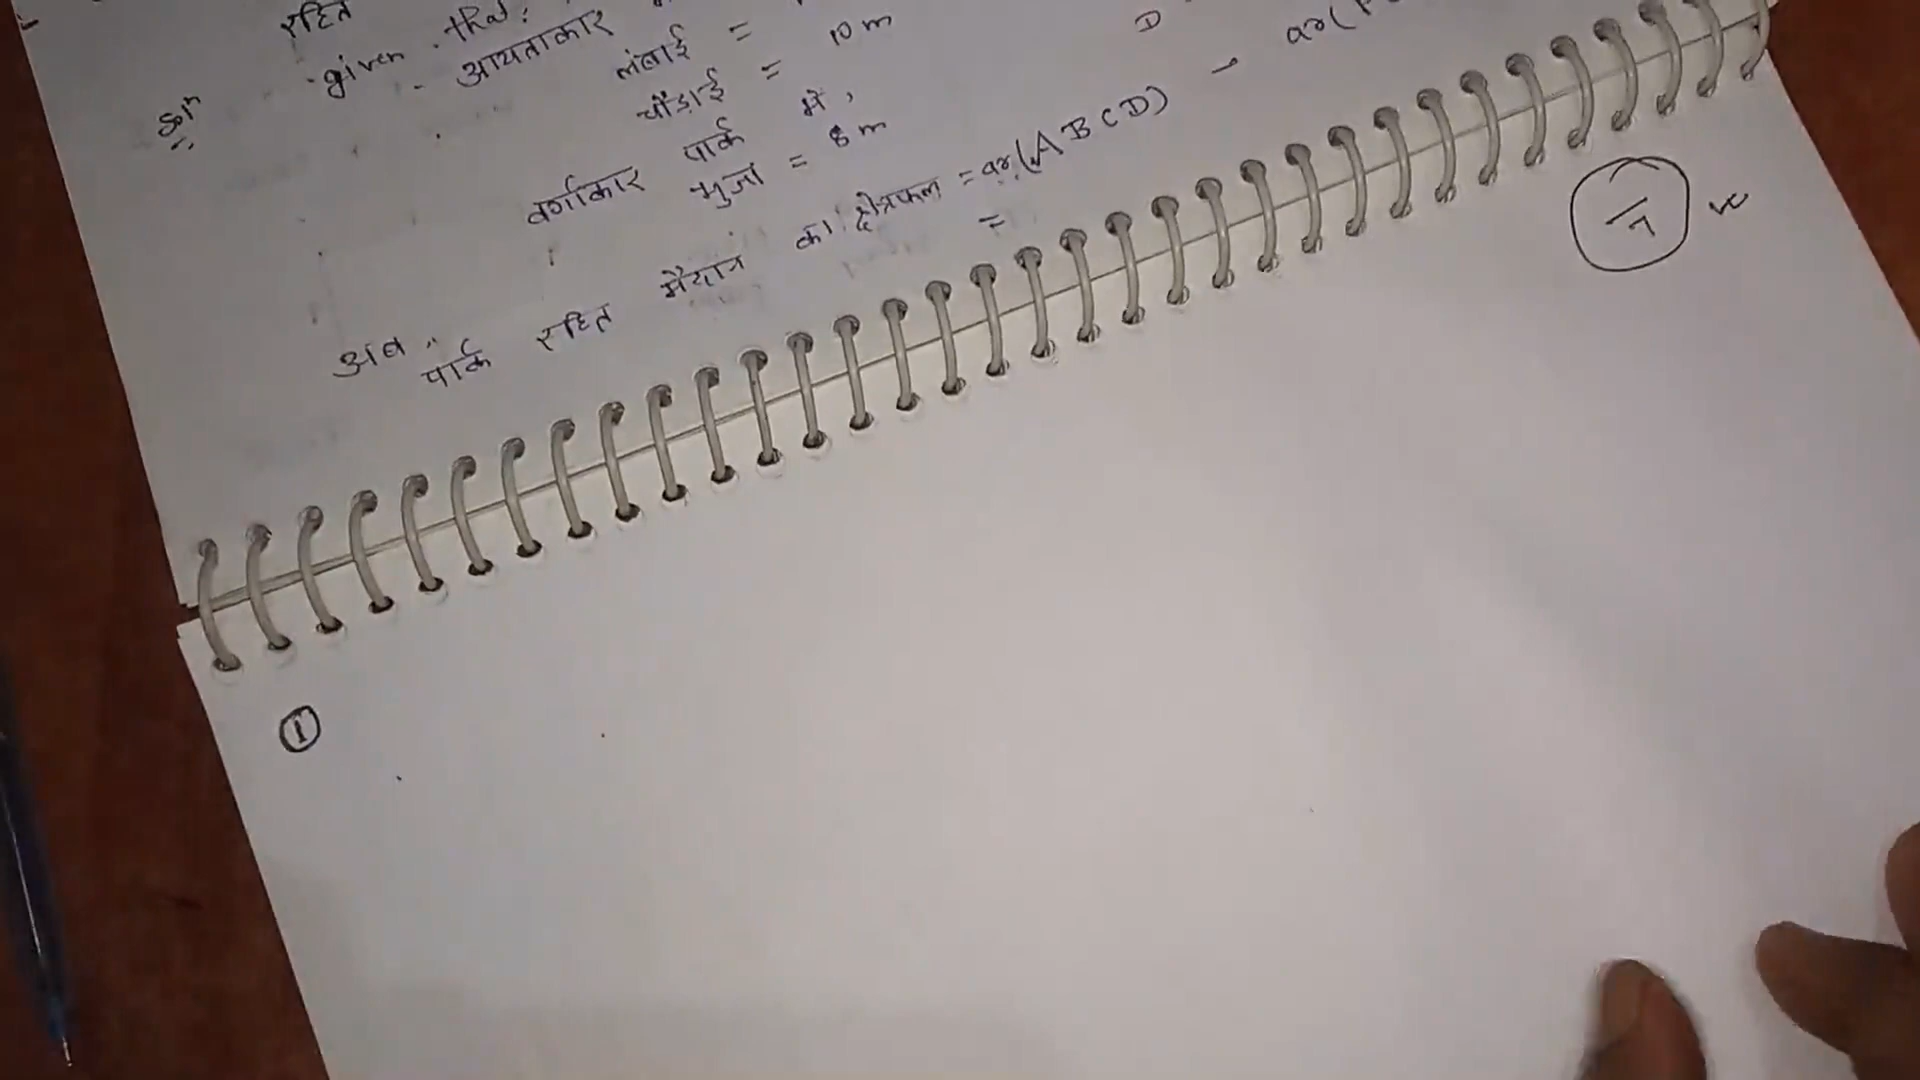 रहित
Solⁿ given that:
आयताकार
लंबाई =
चौड़ाई = 10 m
वर्गाकार पार्क में,
भुजा = 8 m
अब,
पार्क रहित मैदान का क्षेत्रफल = ar(ABCD) - ar(
=
D
①